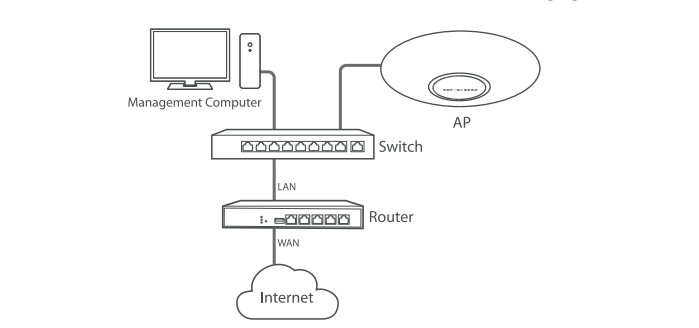 Management Computer
AP
Switch
LAN
Router
WAN
Internet